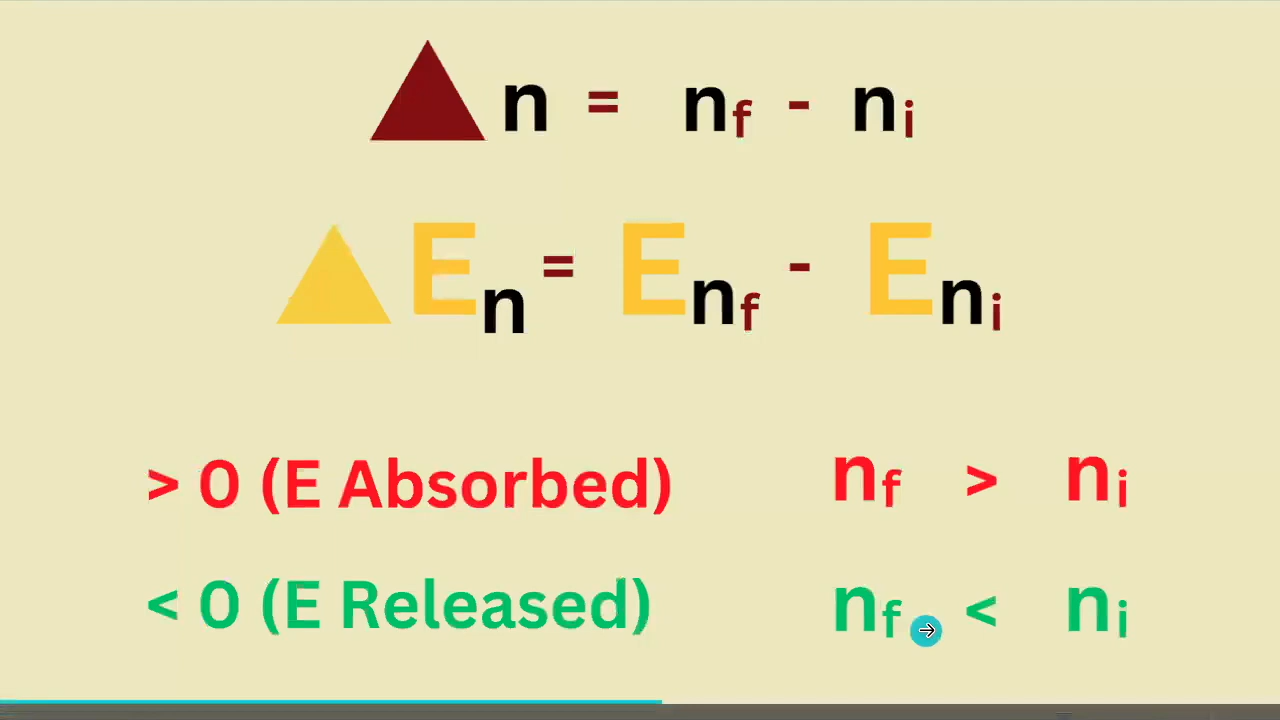 ▲n = nf - ni
▲En = Enf - Eni
> 0 (E Absorbed) nf > ni
< 0 (E Released) nf < ni